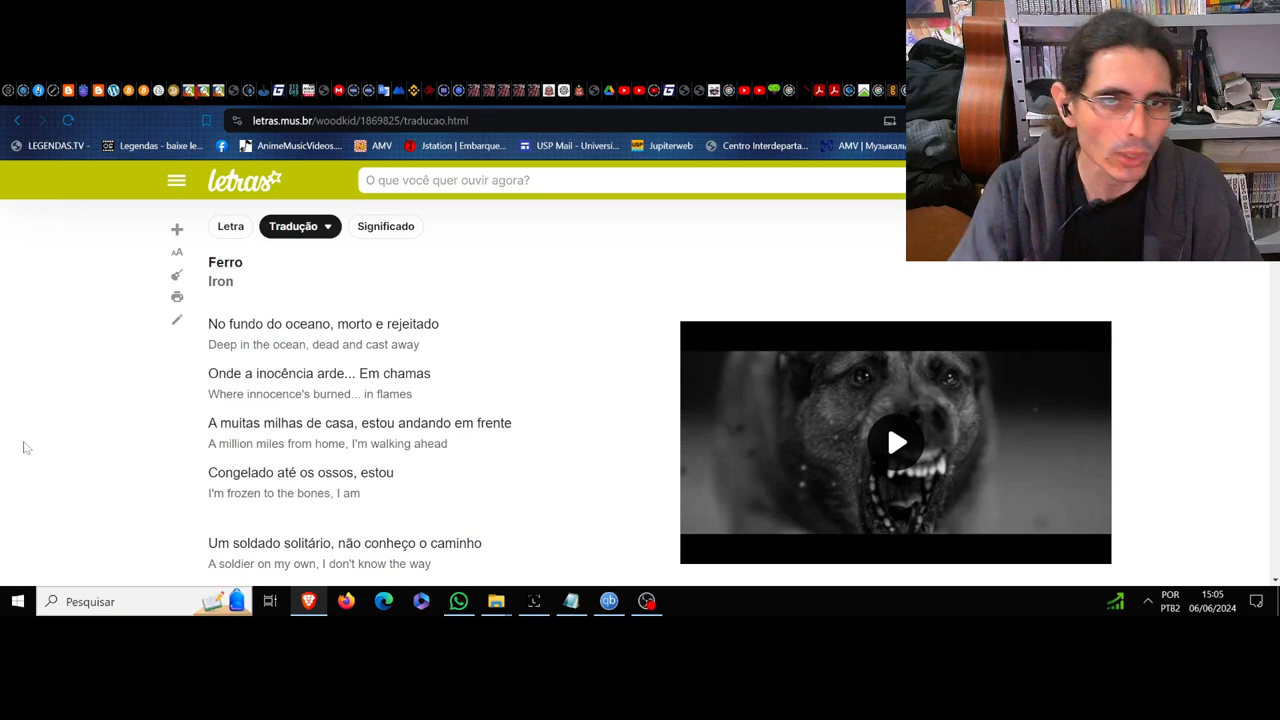 letras.mus.br/woodkid/1869825/traducao.html
LEGENDAS.TV -
Legendas - baixe le...
AnimeMusicVideos....
AMV
Jstation | Embarque...
USP Mail - Universi...
Jupiterweb
Centro Interdeparta...
AMV | Музыкаль
letras
O que você quer ouvir agora?
Letra
Tradução
Significado
AA
Ferro
Iron
No fundo do oceano, morto e rejeitado
Deep in the ocean, dead and cast away
Onde a inocência arde... Em chamas
Where innocence's burned... in flames
A muitas milhas de casa, estou andando em frente
A million miles from home, I'm walking ahead
Congelado até os ossos, estou
I'm frozen to the bones, I am
Um soldado solitário, não conheço o caminho
A soldier on my own, I don't know the way
Pesquisar
qb
POR
PTB2
15:05
06/06/2024